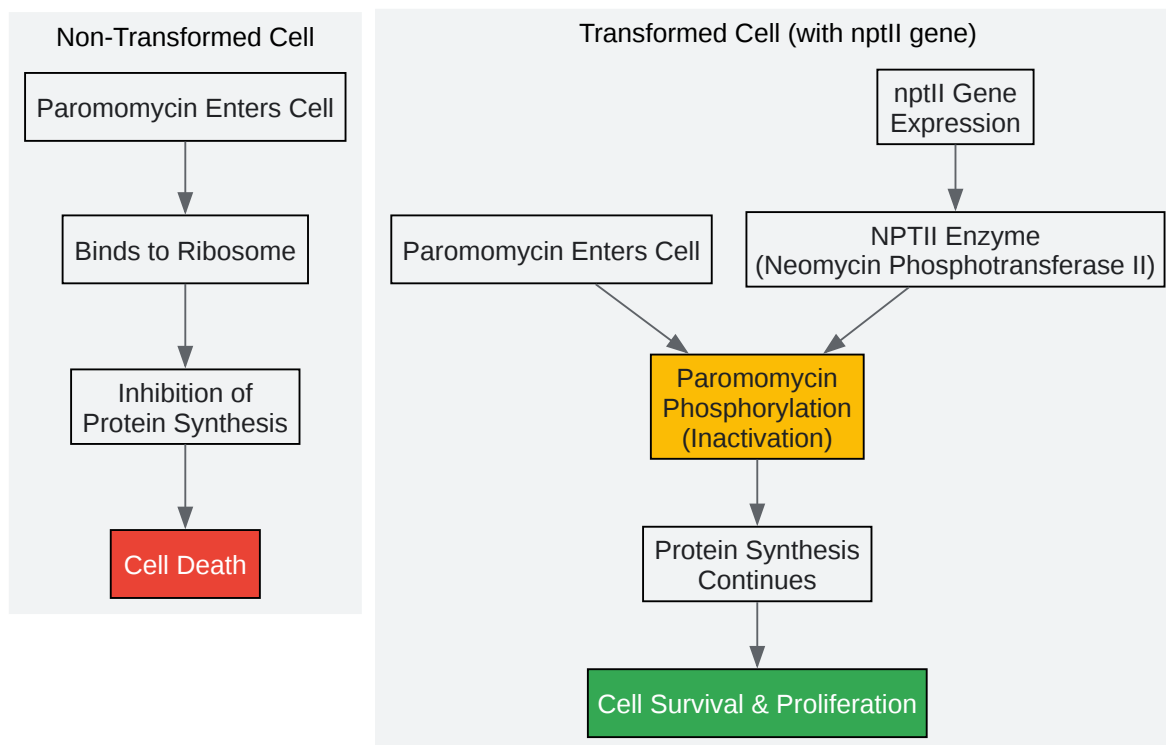 Non-Transformed Cell
Paromomycin Enters Cell
Binds to Ribosome
Inhibition of
Protein Synthesis
Cell Death
Transformed Cell (with nptII gene)
nptII Gene
Expression
Paromomycin Enters Cell
NPTII Enzyme
(Neomycin Phosphotransferase II)
Paromomycin
Phosphorylation
(Inactivation)
Protein Synthesis
Continues
Cell Survival & Proliferation